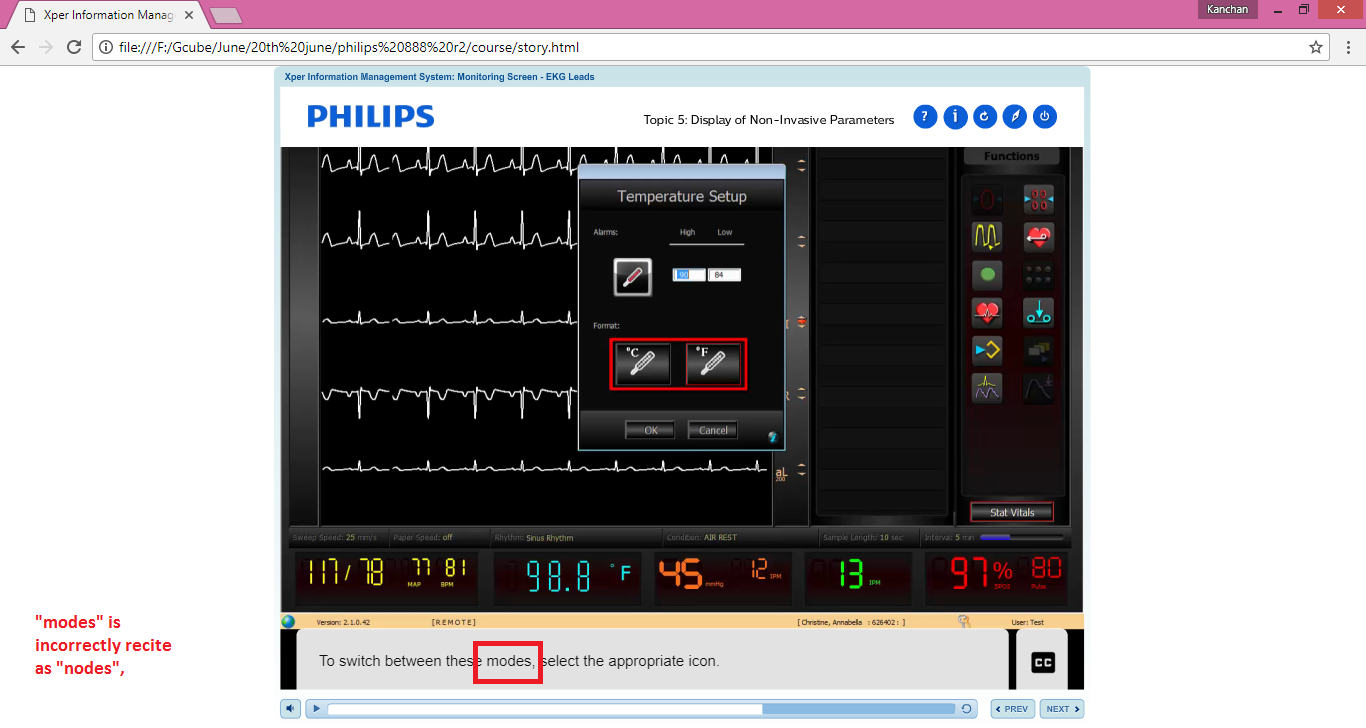 Xper Information Manag
Kanchan
file:///F:/Gcube/June/20th%20june/philips%20888%20r2/course/story.html
Xper Information Management System: Monitoring Screen - EKG Leads
PHILIPS
Topic 5: Display of Non-Invasive Parameters
Functions
Temperature Setup
Alarms: High Low
90 84
Format:
°C °F
OK Cancel
R
aL
200
Stat Vitals
Sweep Speed: 25 mm/s Paper Speed: off Rhythm: Sinus Rhythm Condition: AIR REST Sample Length: 10 sec Interval: 5 min
117/78 77 MAP 81 BPM 98.8 °F 45 mmHg 12 IPM 13 IPM 97% SPO2 80 Pulse
Version: 2.1.0.42 [REMOTE] [ Christine, Annabella : 626402 : ] User: Test
"modes" is
incorrectly recite
as "nodes",
To switch between these modes, select the appropriate icon.
CC
PREV NEXT